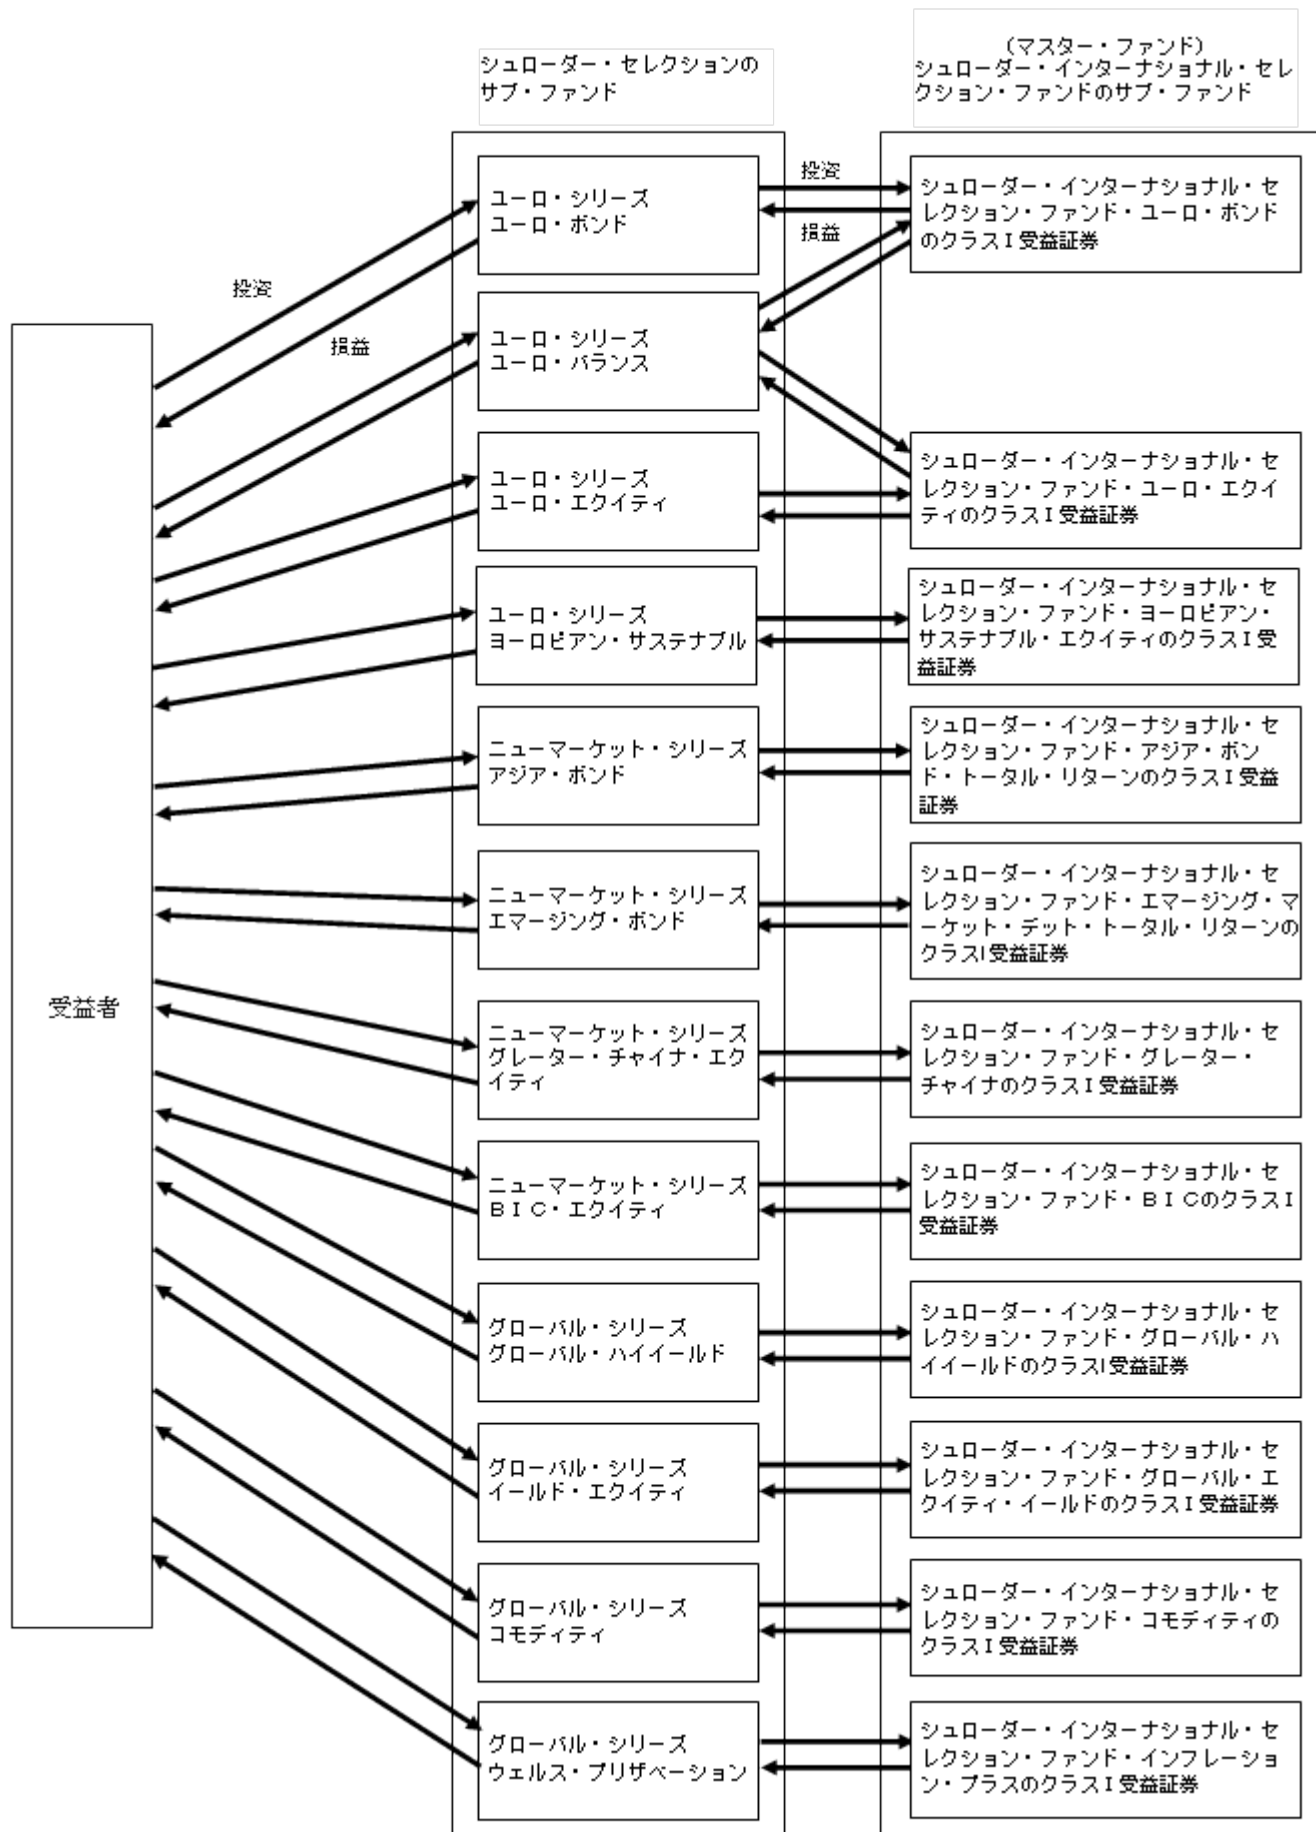 シュローダー・セレクションの
サブ・ファンド
(マスター・ファンド)
シュローダー・インターナショナル・セレ
クション・ファンドのサブ・ファンド
投資
損益
投資
損益
受益者
ユーロ・シリーズ
ユーロ・ボンド
シュローダー・インターナショナル・セ
レクション・ファンド・ユーロ・ボンド
のクラスＩ受益証券
ユーロ・シリーズ
ユーロ・バランス
ユーロ・シリーズ
ユーロ・エクイティ
シュローダー・インターナショナル・セ
レクション・ファンド・ユーロ・エクイ
ティのクラスＩ受益証券
ユーロ・シリーズ
ヨーロピアン・サステナブル
シュローダー・インターナショナル・セ
レクション・ファンド・ヨーロピアン・
サステナブル・エクイティのクラスＩ受
益証券
ニューマーケット・シリーズ
アジア・ボンド
シュローダー・インターナショナル・セ
レクション・ファンド・アジア・ボン
ド・トータル・リターンのクラスＩ受益
証券
ニューマーケット・シリーズ
エマージング・ボンド
シュローダー・インターナショナル・セ
レクション・ファンド・エマージング・マ
ーケット・デット・トータル・リターンの
クラスI受益証券
ニューマーケット・シリーズ
グレーター・チャイナ・エク
イティ
シュローダー・インターナショナル・セ
レクション・ファンド・グレーター・
チャイナのクラスＩ受益証券
ニューマーケット・シリーズ
ＢＩＣ・エクイティ
シュローダー・インターナショナル・セ
レクション・ファンド・ＢＩＣのクラスＩ
受益証券
グローバル・シリーズ
グローバル・ハイイールド
シュローダー・インターナショナル・セ
レクション・ファンド・グローバル・ハ
イイールドのクラスI受益証券
グローバル・シリーズ
イールド・エクイティ
シュローダー・インターナショナル・セ
レクション・ファンド・グローバル・エ
クイティ・イールドのクラスＩ受益証券
グローバル・シリーズ
コモディティ
シュローダー・インターナショナル・セ
レクション・ファンド・コモディティの
クラスＩ受益証券
グローバル・シリーズ
ウェルス・プリザベーション
シュローダー・インターナショナル・セ
レクション・ファンド・インフレーショ
ン・プラスのクラスＩ受益証券